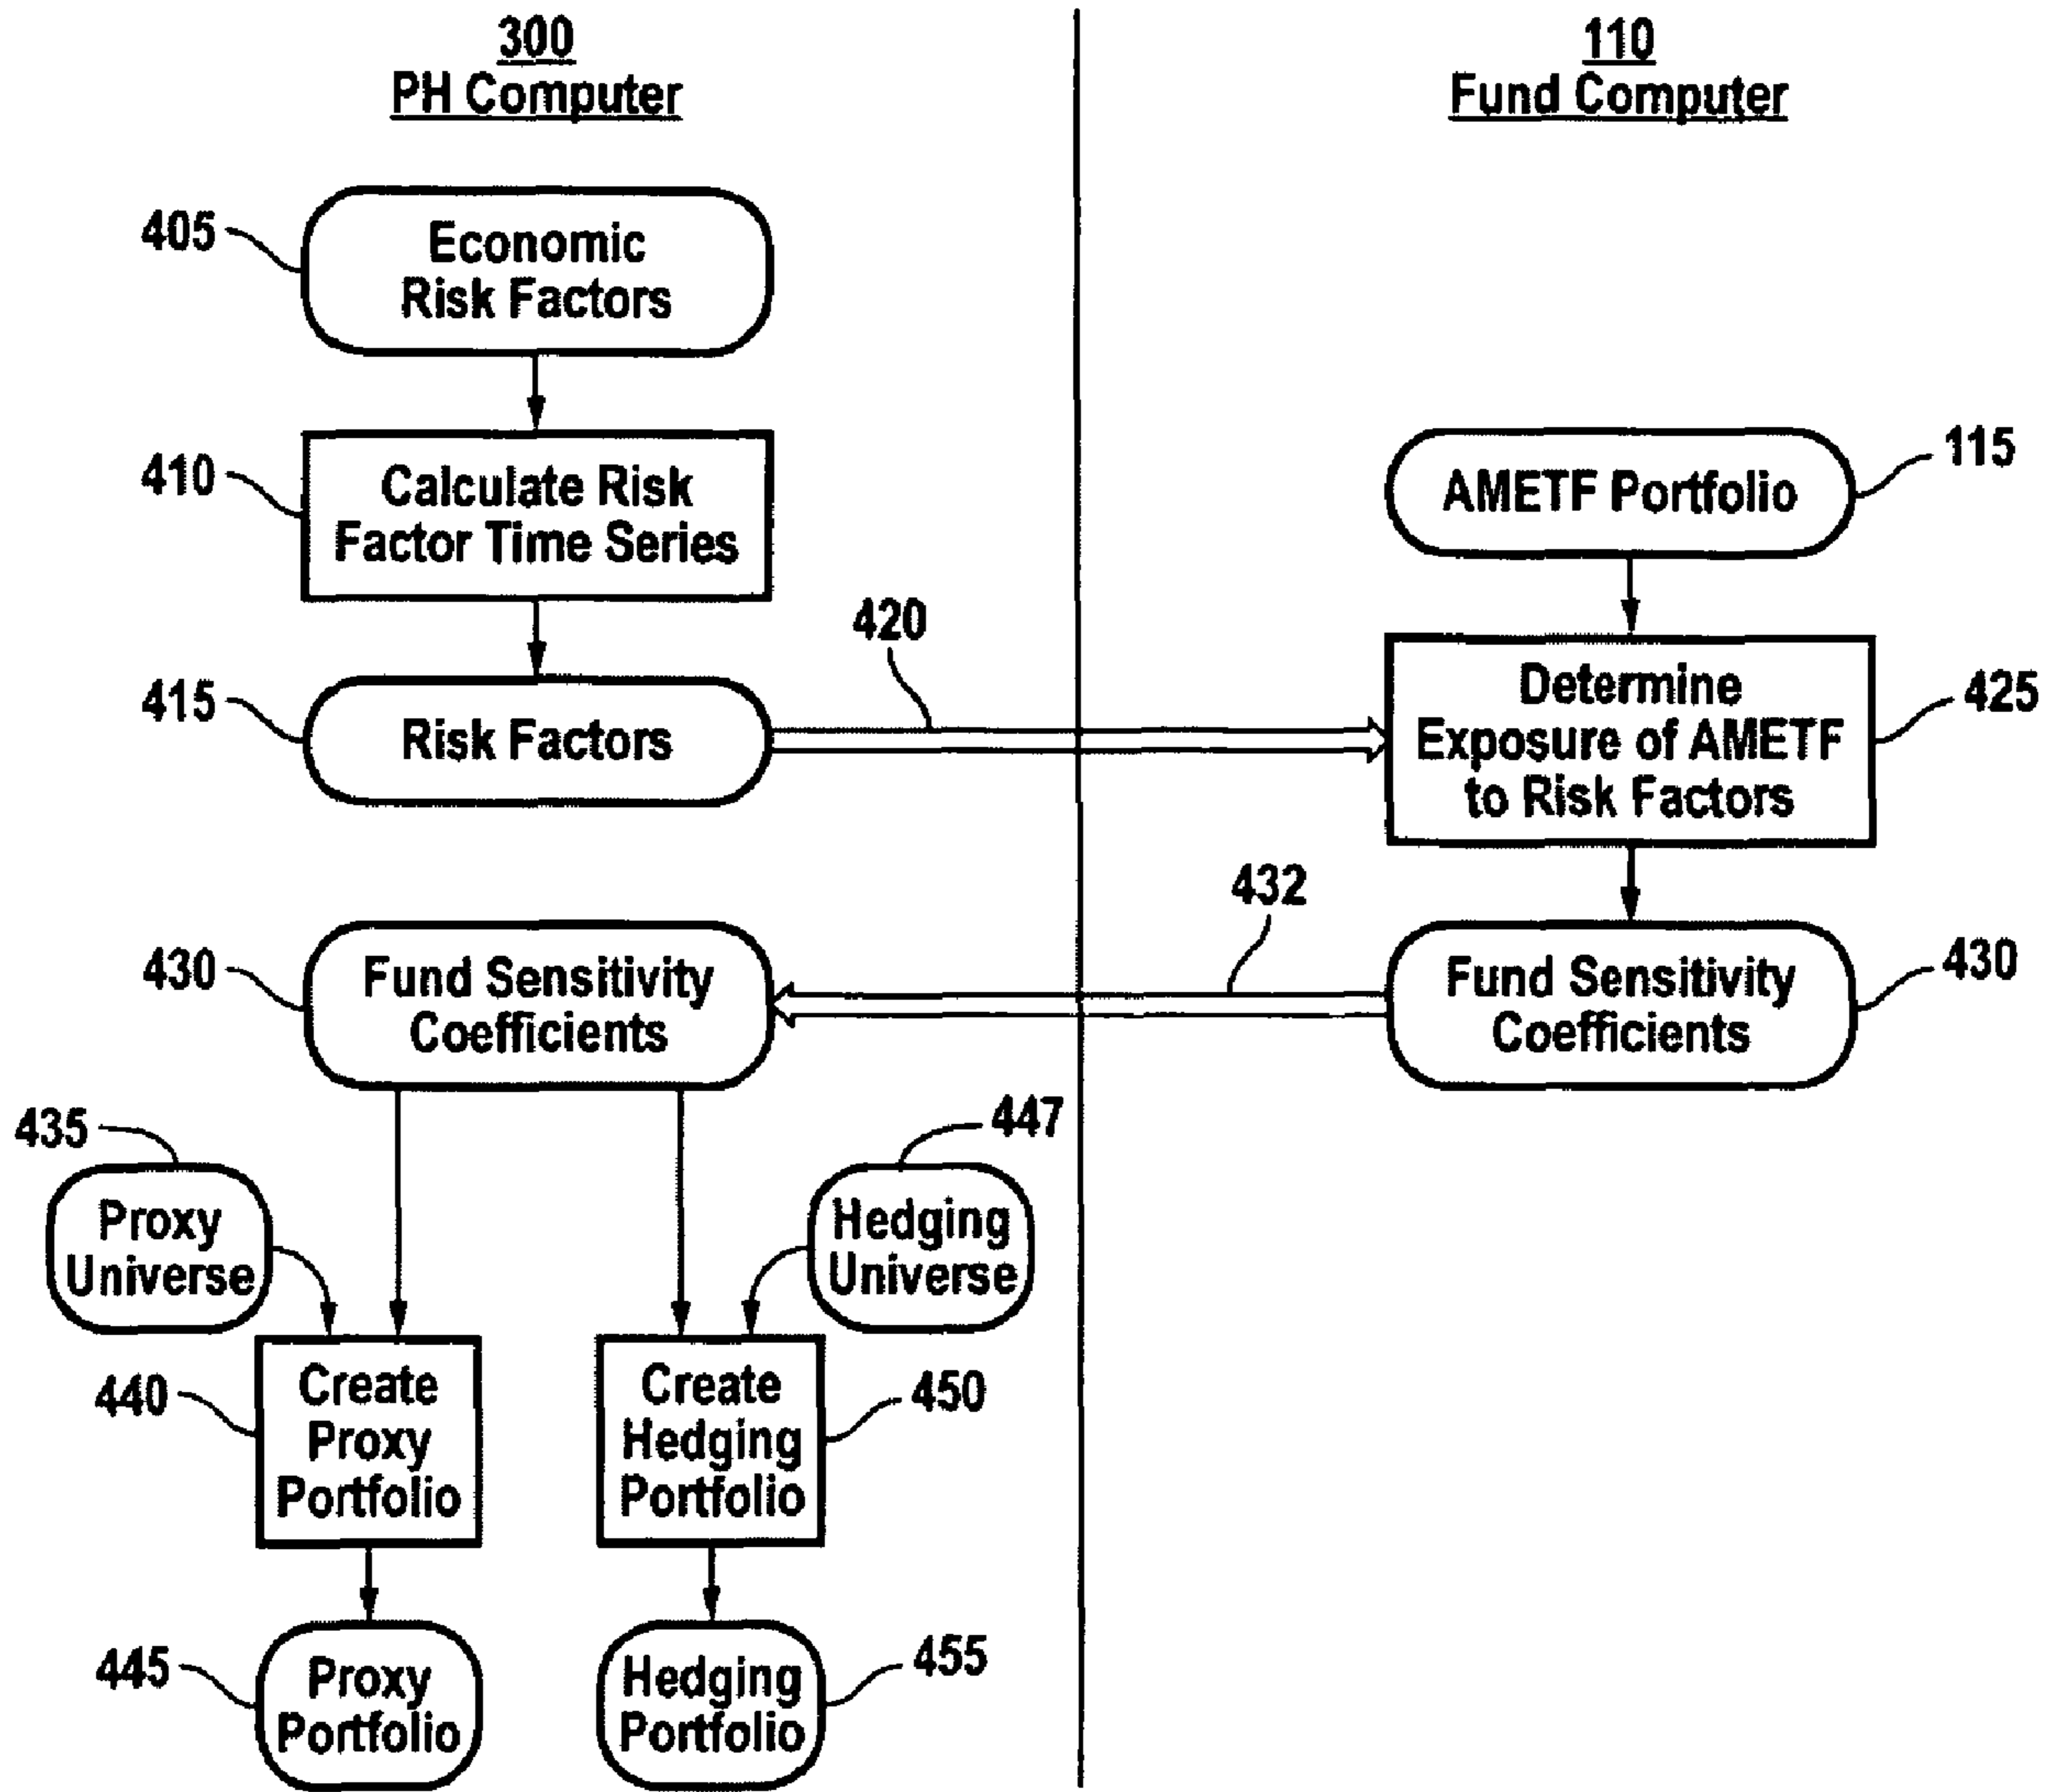 300
PH Computer
110
Fund Computer
405
Economic
Risk Factors
410
Calculate Risk
Factor Time Series
415
Risk Factors
420
115
AMETF Portfolio
425
Determine
Exposure of AMETF
to Risk Factors
432
430
Fund Sensitivity
Coefficients
Fund Sensitivity
Coefficients
430
435
Proxy
Universe
447
Hedging
Universe
440
Create
Proxy
Portfolio
Create
Hedging
Portfolio
450
445
Proxy
Portfolio
Hedging
Portfolio
455